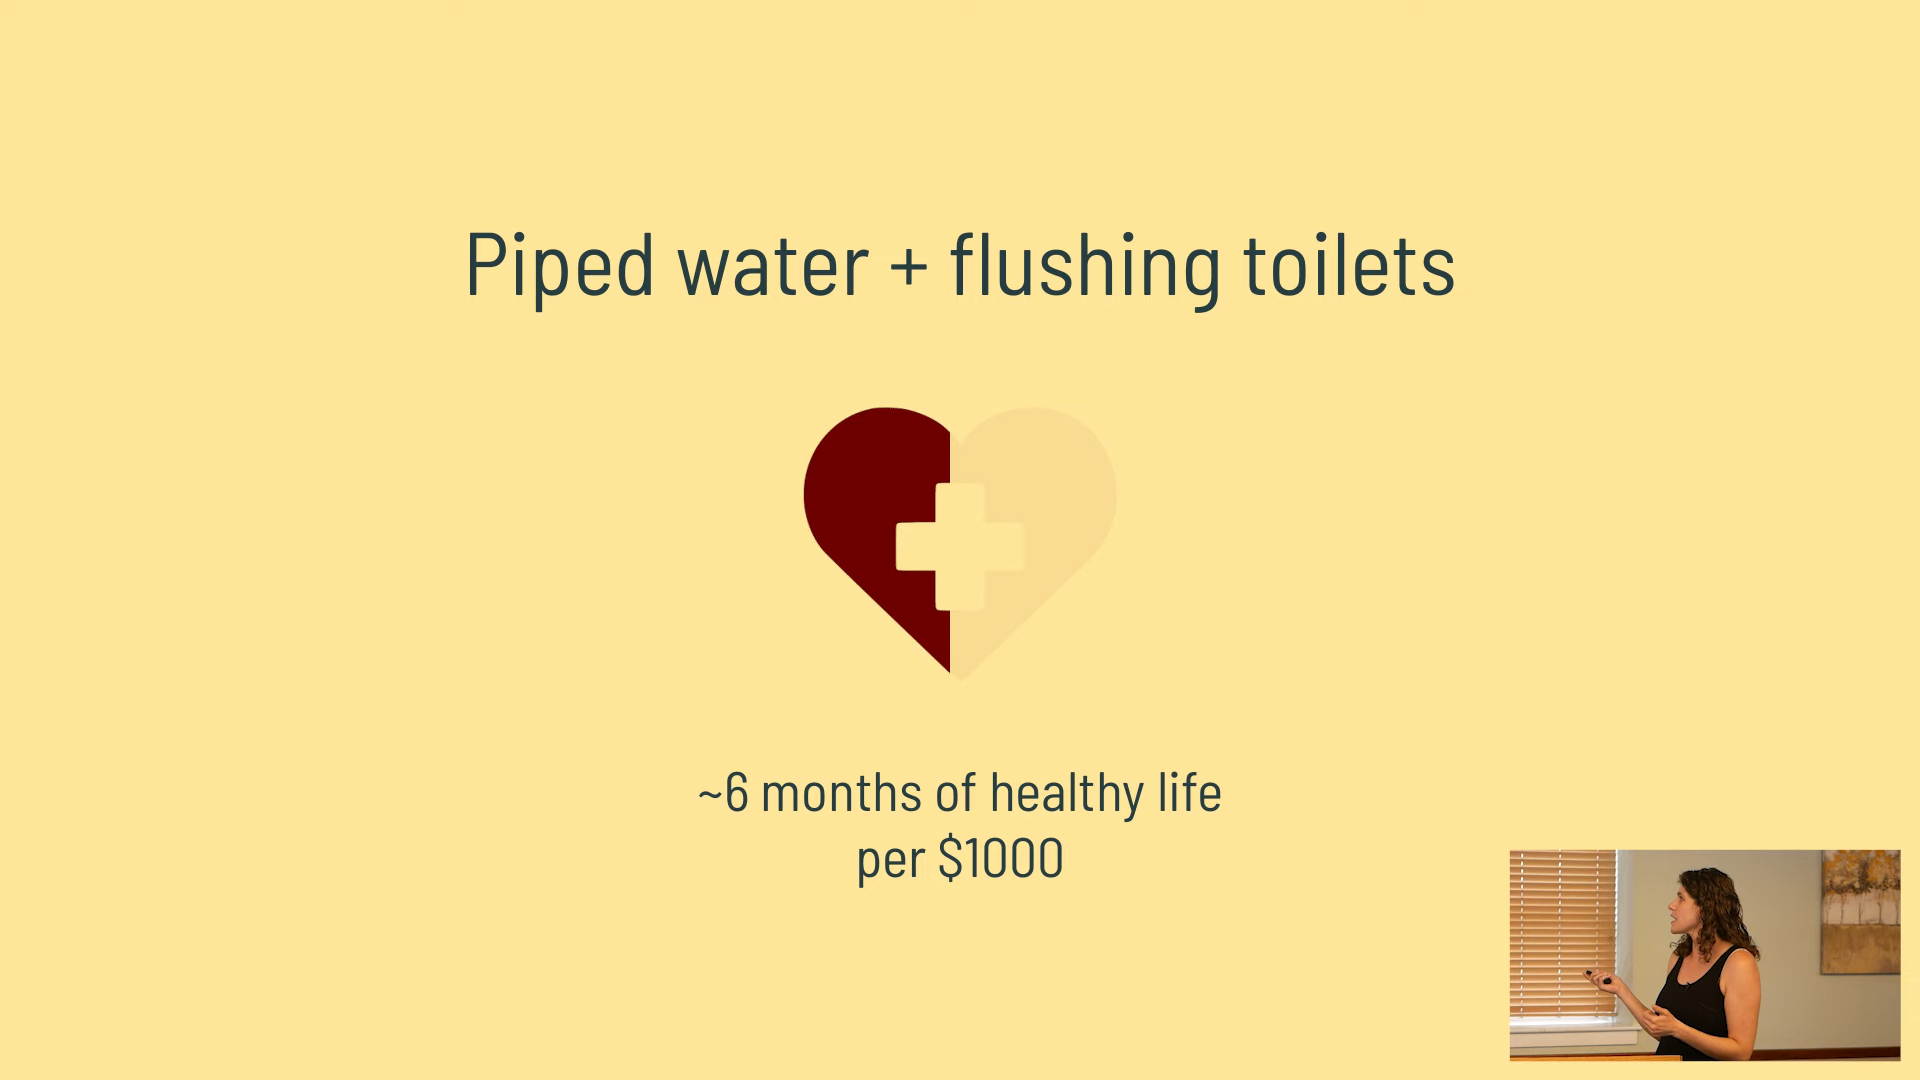 Piped water + flushing toilets
~6 months of healthy life
per $1000